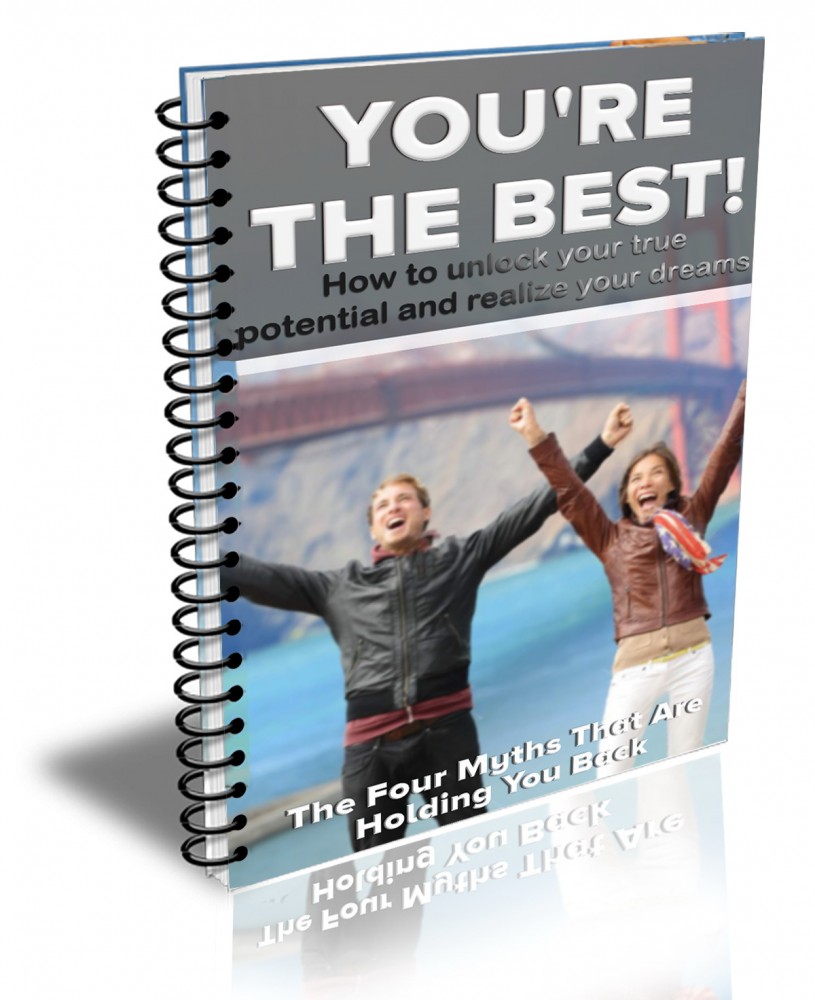 YOU'RE
THE BEST!
How to unlock your true
potential and realize your dreams
The Four Myths That Are
Holding You Back